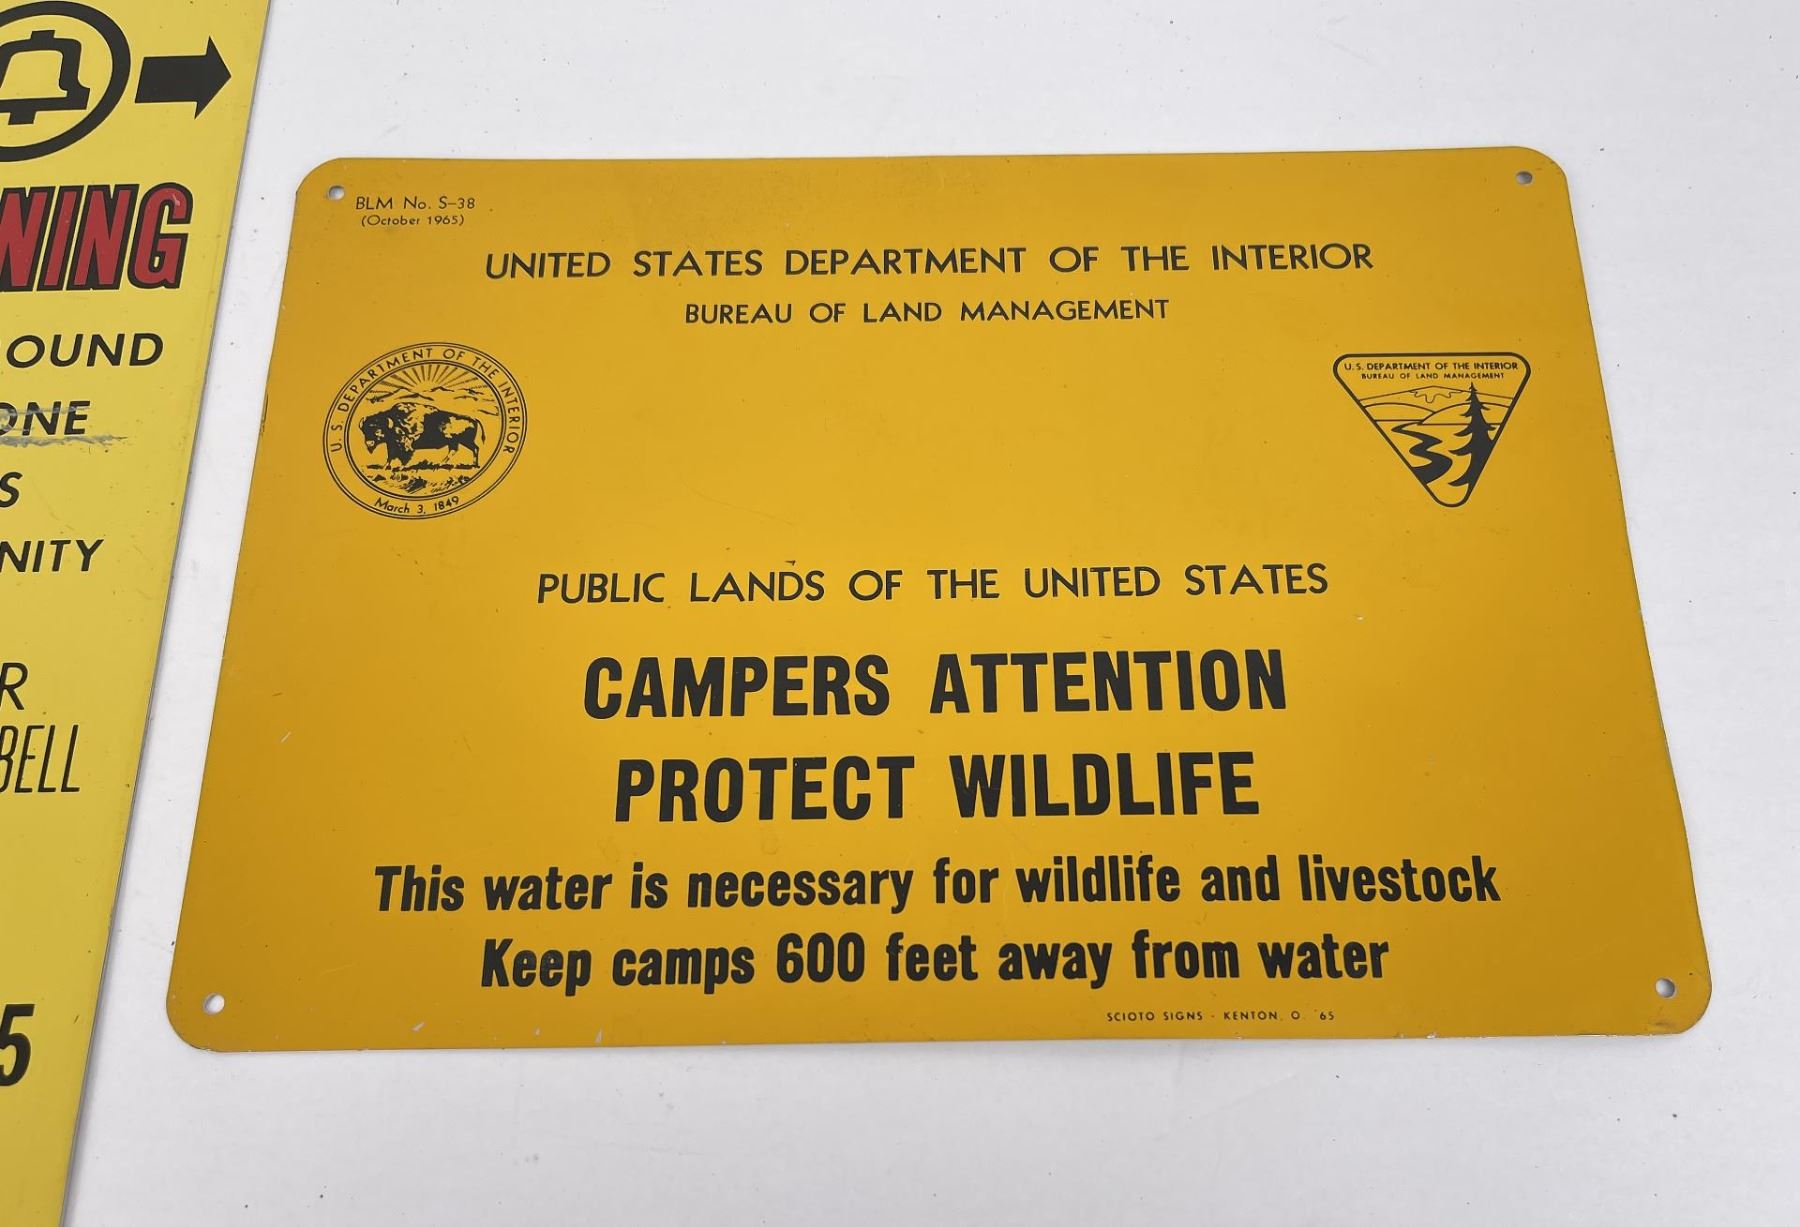 NING
OUND
ONE
S
NITY
R
BELL
5
BLM No. S-38
(October 1965)
UNITED STATES DEPARTMENT OF THE INTERIOR
BUREAU OF LAND MANAGEMENT
U.S. DEPARTMENT OF THE INTERIOR
March 3, 1849
U.S. DEPARTMENT OF THE INTERIOR
BUREAU OF LAND MANAGEMENT
PUBLIC LANDS OF THE UNITED STATES
CAMPERS ATTENTION
PROTECT WILDLIFE
This water is necessary for wildlife and livestock
Keep camps 600 feet away from water
SCIOTO SIGNS - KENTON, O. '65